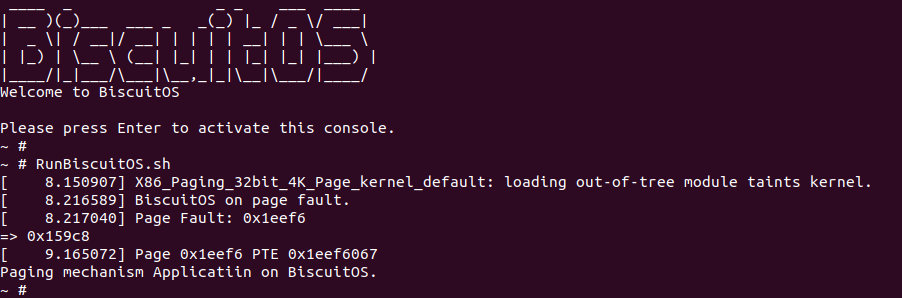 ____  _                _ _    ___  ____
| __ )(_)___  ___ _   _(_) |_ / _ \/ ___|
|  _ \| / __|/ __| | | | | __| | | \___ \
| |_) | \__ \ (__| |_| | | |_| |_| |___) |
|____/|_|___/\___|\__,_|_|\__|\___/|____/
Welcome to BiscuitOS
Please press Enter to activate this console.
~ #
~ # RunBiscuitOS.sh
[    8.150907] X86_Paging_32bit_4K_Page_kernel_default: loading out-of-tree module taints kernel.
[    8.216589] BiscuitOS on page fault.
[    8.217040] Page Fault: 0x1eef6
=> 0x159c8
[    9.165072] Page 0x1eef6 PTE 0x1eef6067
Paging mechanism Applicatiin on BiscuitOS.
~ #